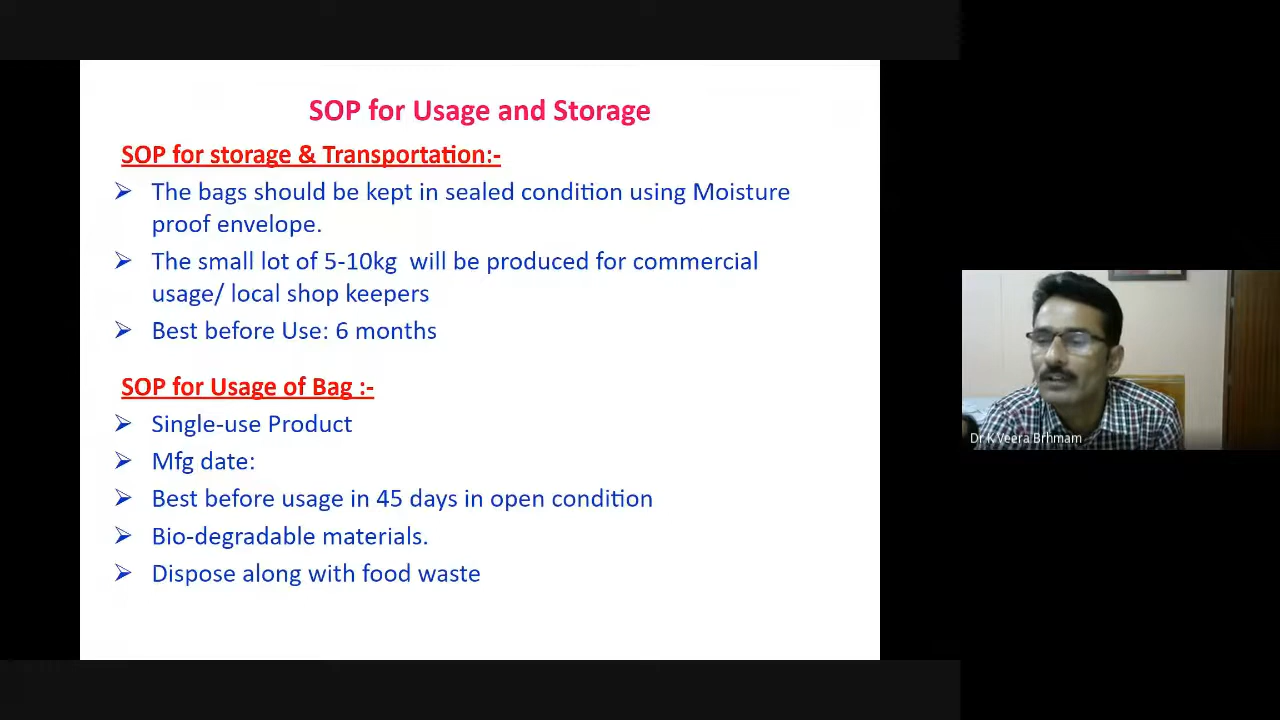 SOP for Usage and Storage
SOP for storage & Transportation:-
➢ The bags should be kept in sealed condition using Moisture
proof envelope.
➢ The small lot of 5-10kg will be produced for commercial
usage/ local shop keepers
➢ Best before Use: 6 months
SOP for Usage of Bag :-
➢ Single-use Product
➢ Mfg date:
➢ Best before usage in 45 days in open condition
➢ Bio-degradable materials.
➢ Dispose along with food waste
Dr K Veera Brhmam